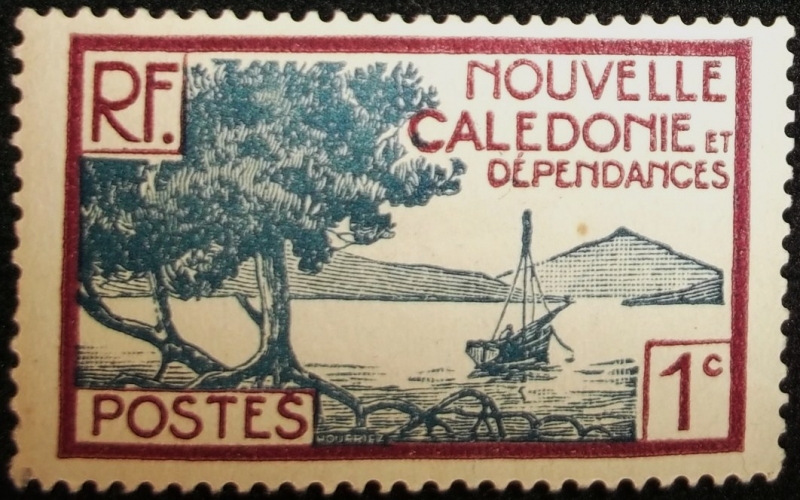 RF.
NOUVELLE
CALEDONIE ET
DÉPENDANCES
1c
POSTES